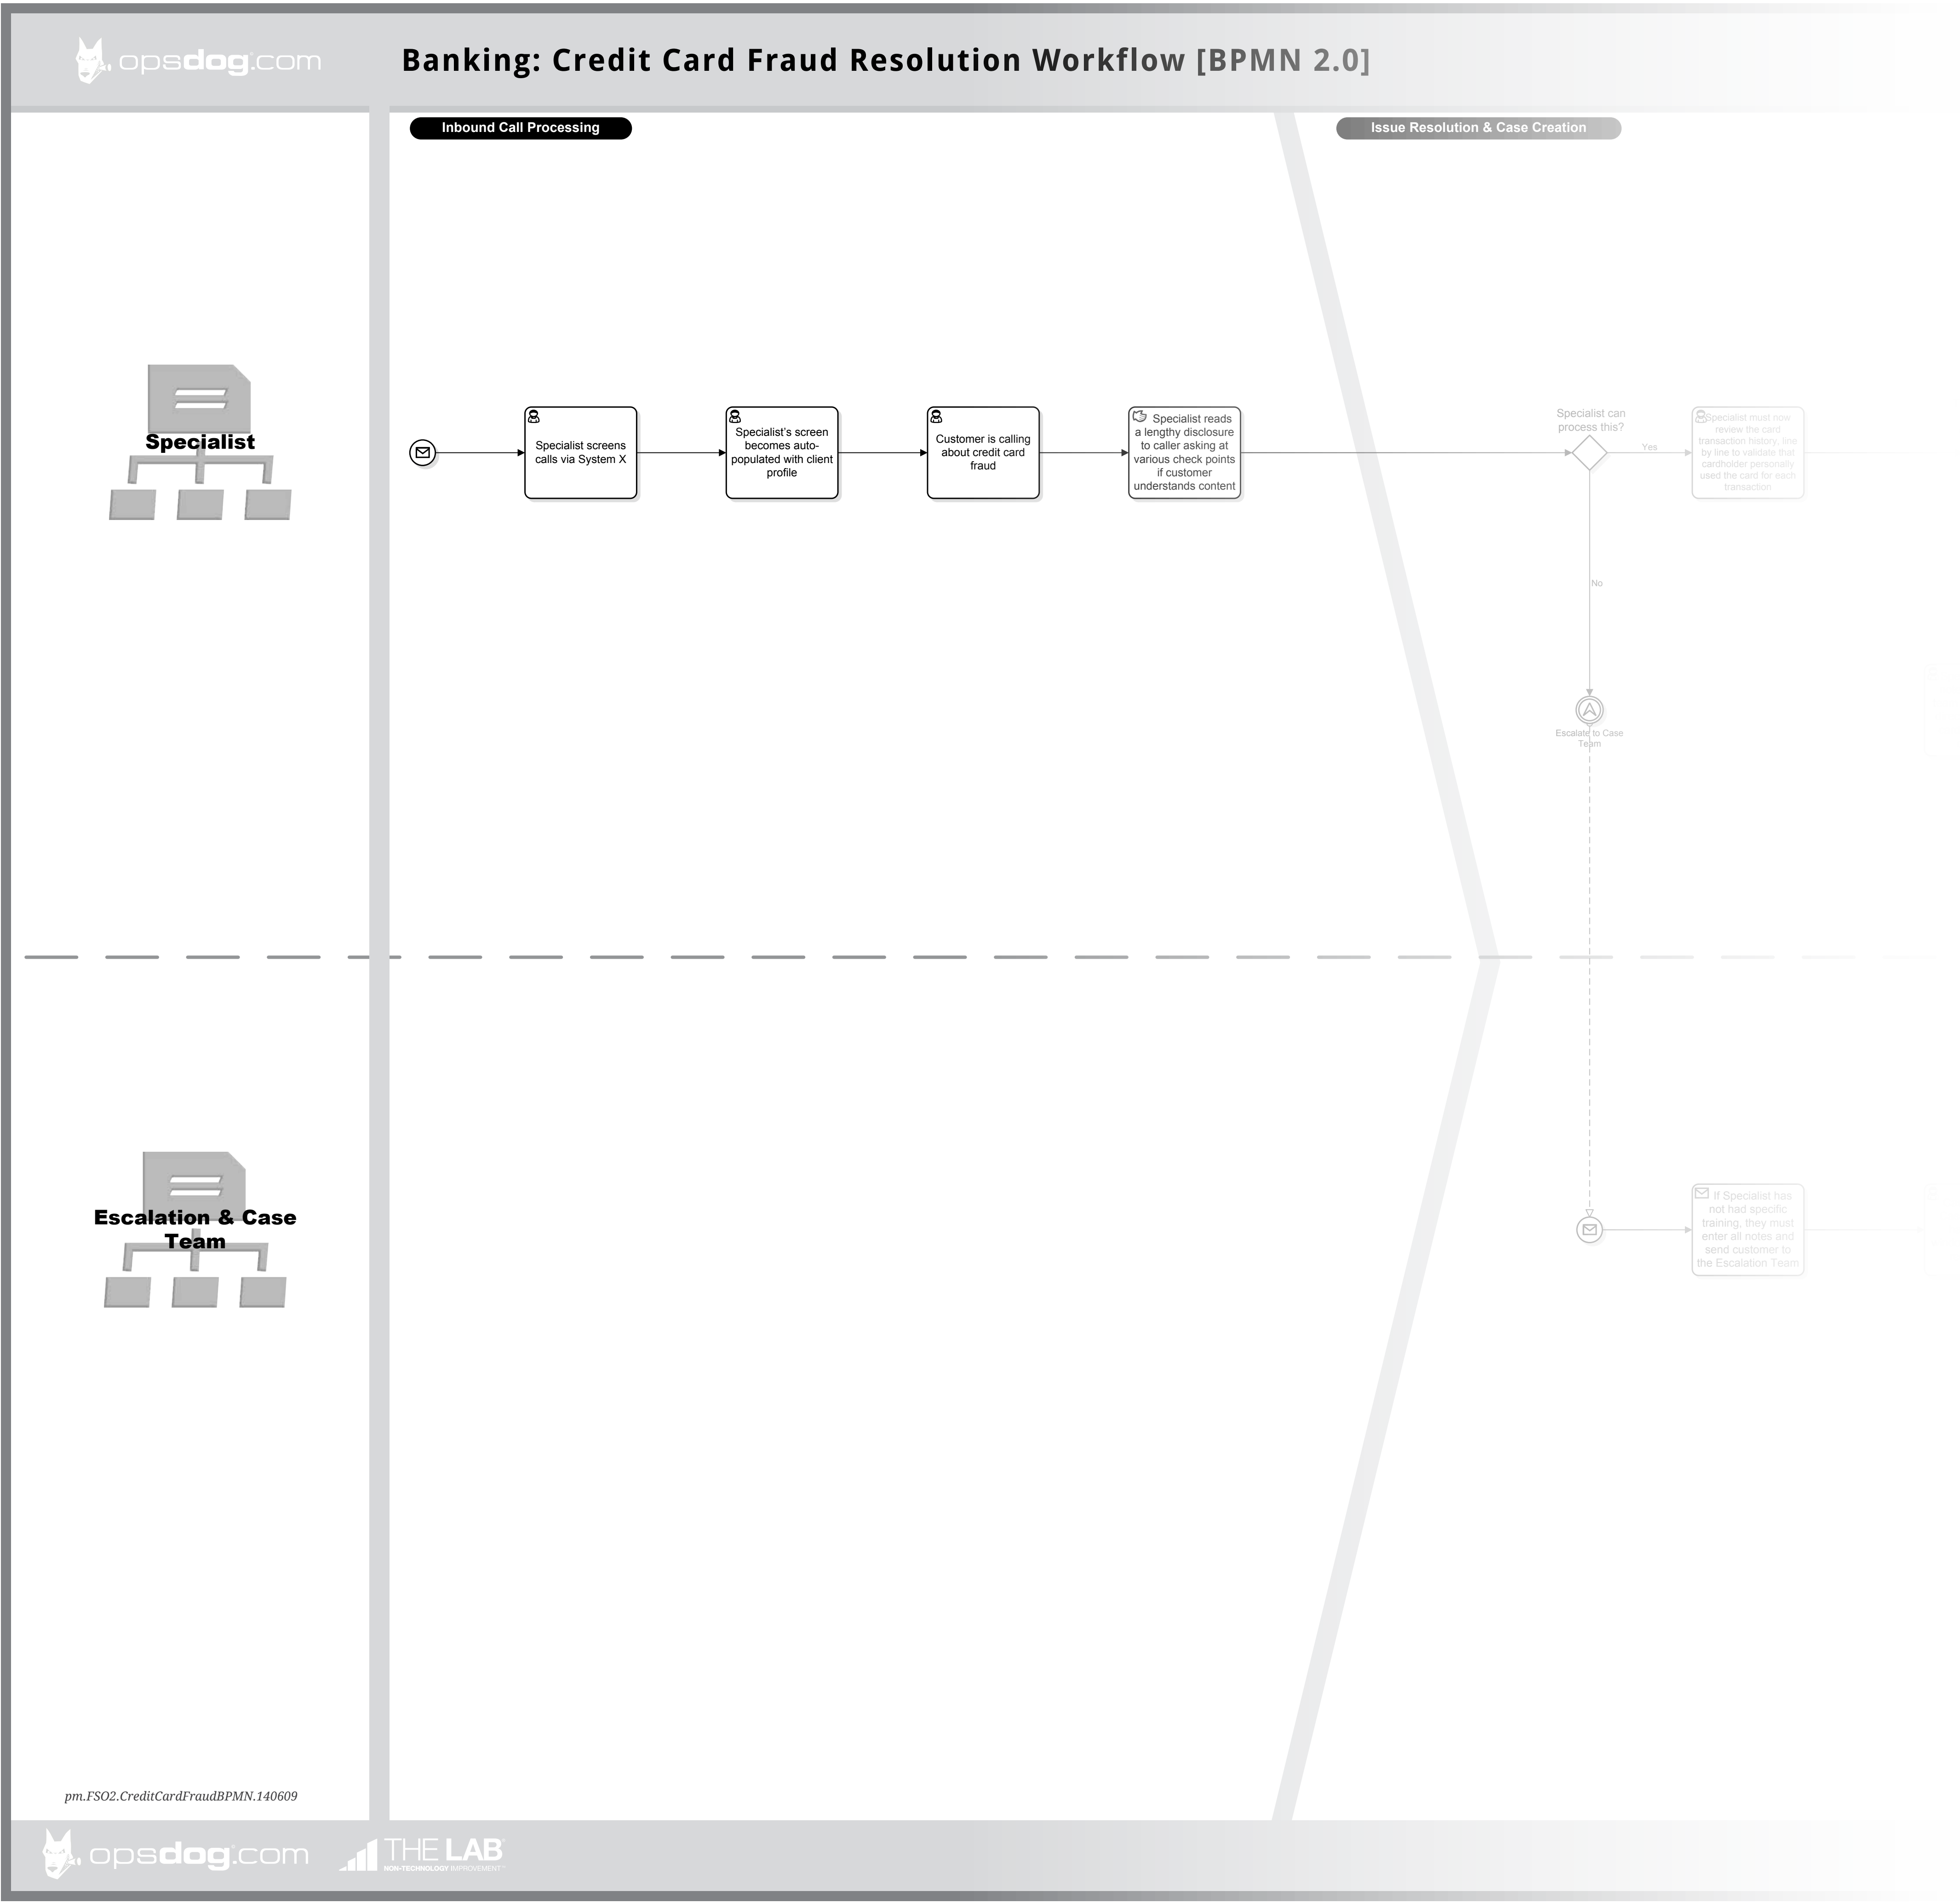 opsdog.com
Banking: Credit Card Fraud Resolution Workflow [BPMN 2.0]
Inbound Call Processing
Issue Resolution & Case Creation
Specialist
Specialist screens
calls via System X
Specialist's screen
becomes auto-
populated with client
profile
Customer is calling
about credit card
fraud
Specialist reads
a lengthy disclosure
to caller asking at
various check points
if customer
understands content
Specialist can
process this?
Yes
Specialist must now
review the card
transaction history, line
by line to validate that
cardholder personally
used the card for each
transaction
No
Escalate to Case
Team
Escalation & Case
Team
If Specialist has
not had specific
training, they must
enter all notes and
send customer to
the Escalation Team
pm.FSO2.CreditCardFraudBPMN.140609
opsdog.com
THE LAB
NON-TECHNOLOGY IMPROVEMENT™